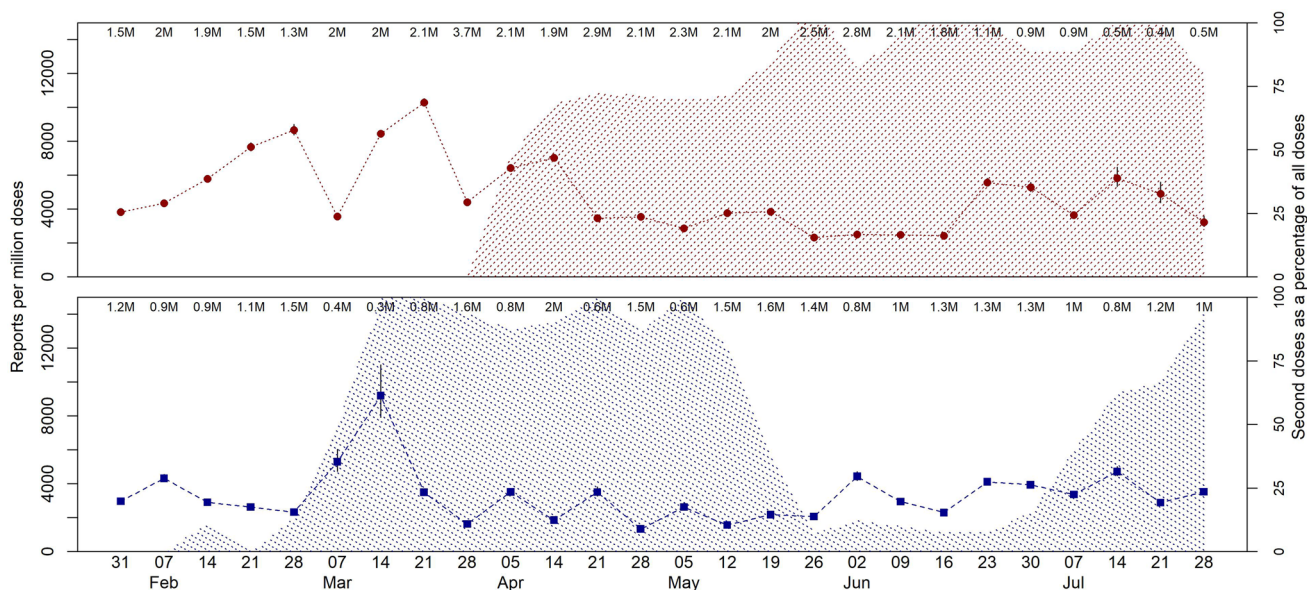 1.5M 2M 1.9M 1.5M 1.3M 2M 2M 2.1M 3.7M 2.1M 1.9M 2.9M 2.1M 2.3M 2.1M 2M 2.5M 2.8M 2.1M 1.8M 1.1M 0.9M 0.9M 0.5M 0.4M 0.5M
0 4000 8000 12000
0 25 50 75 100
Reports per million doses
Second doses as a percentage of all doses
1.2M 0.9M 0.9M 1.1M 1.5M 0.4M 0.3M 0.8M 1.6M 0.8M 2M 0.6M 1.5M 0.6M 1.5M 1.6M 1.4M 0.8M 1M 1.3M 1.3M 1.3M 1M 0.8M 1.2M 1M
0 4000 8000 12000
0 25 50 75 100
31 07 14 21 28 07 14 21 28 05 14 21 28 05 12 19 26 02 09 16 23 30 07 14 21 28
Feb Mar Apr May Jun Jul